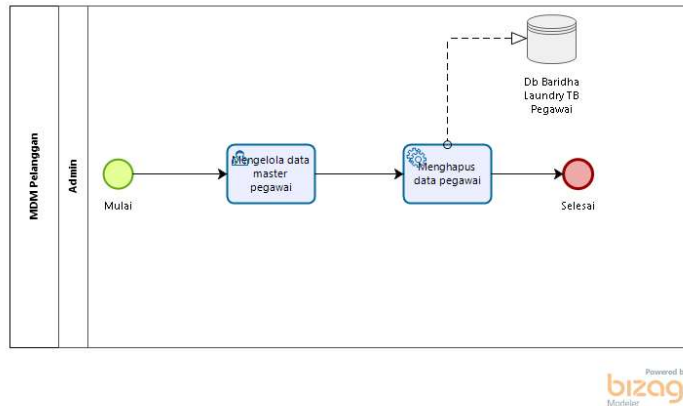 MDM Pelanggan
Admin
Mulai
Mengelola data
master
pegawai
Menghapus
data pegawai
Db Baridha
Laundry TB
Pegawai
Selesai
Powered by
bizagi
Modeler